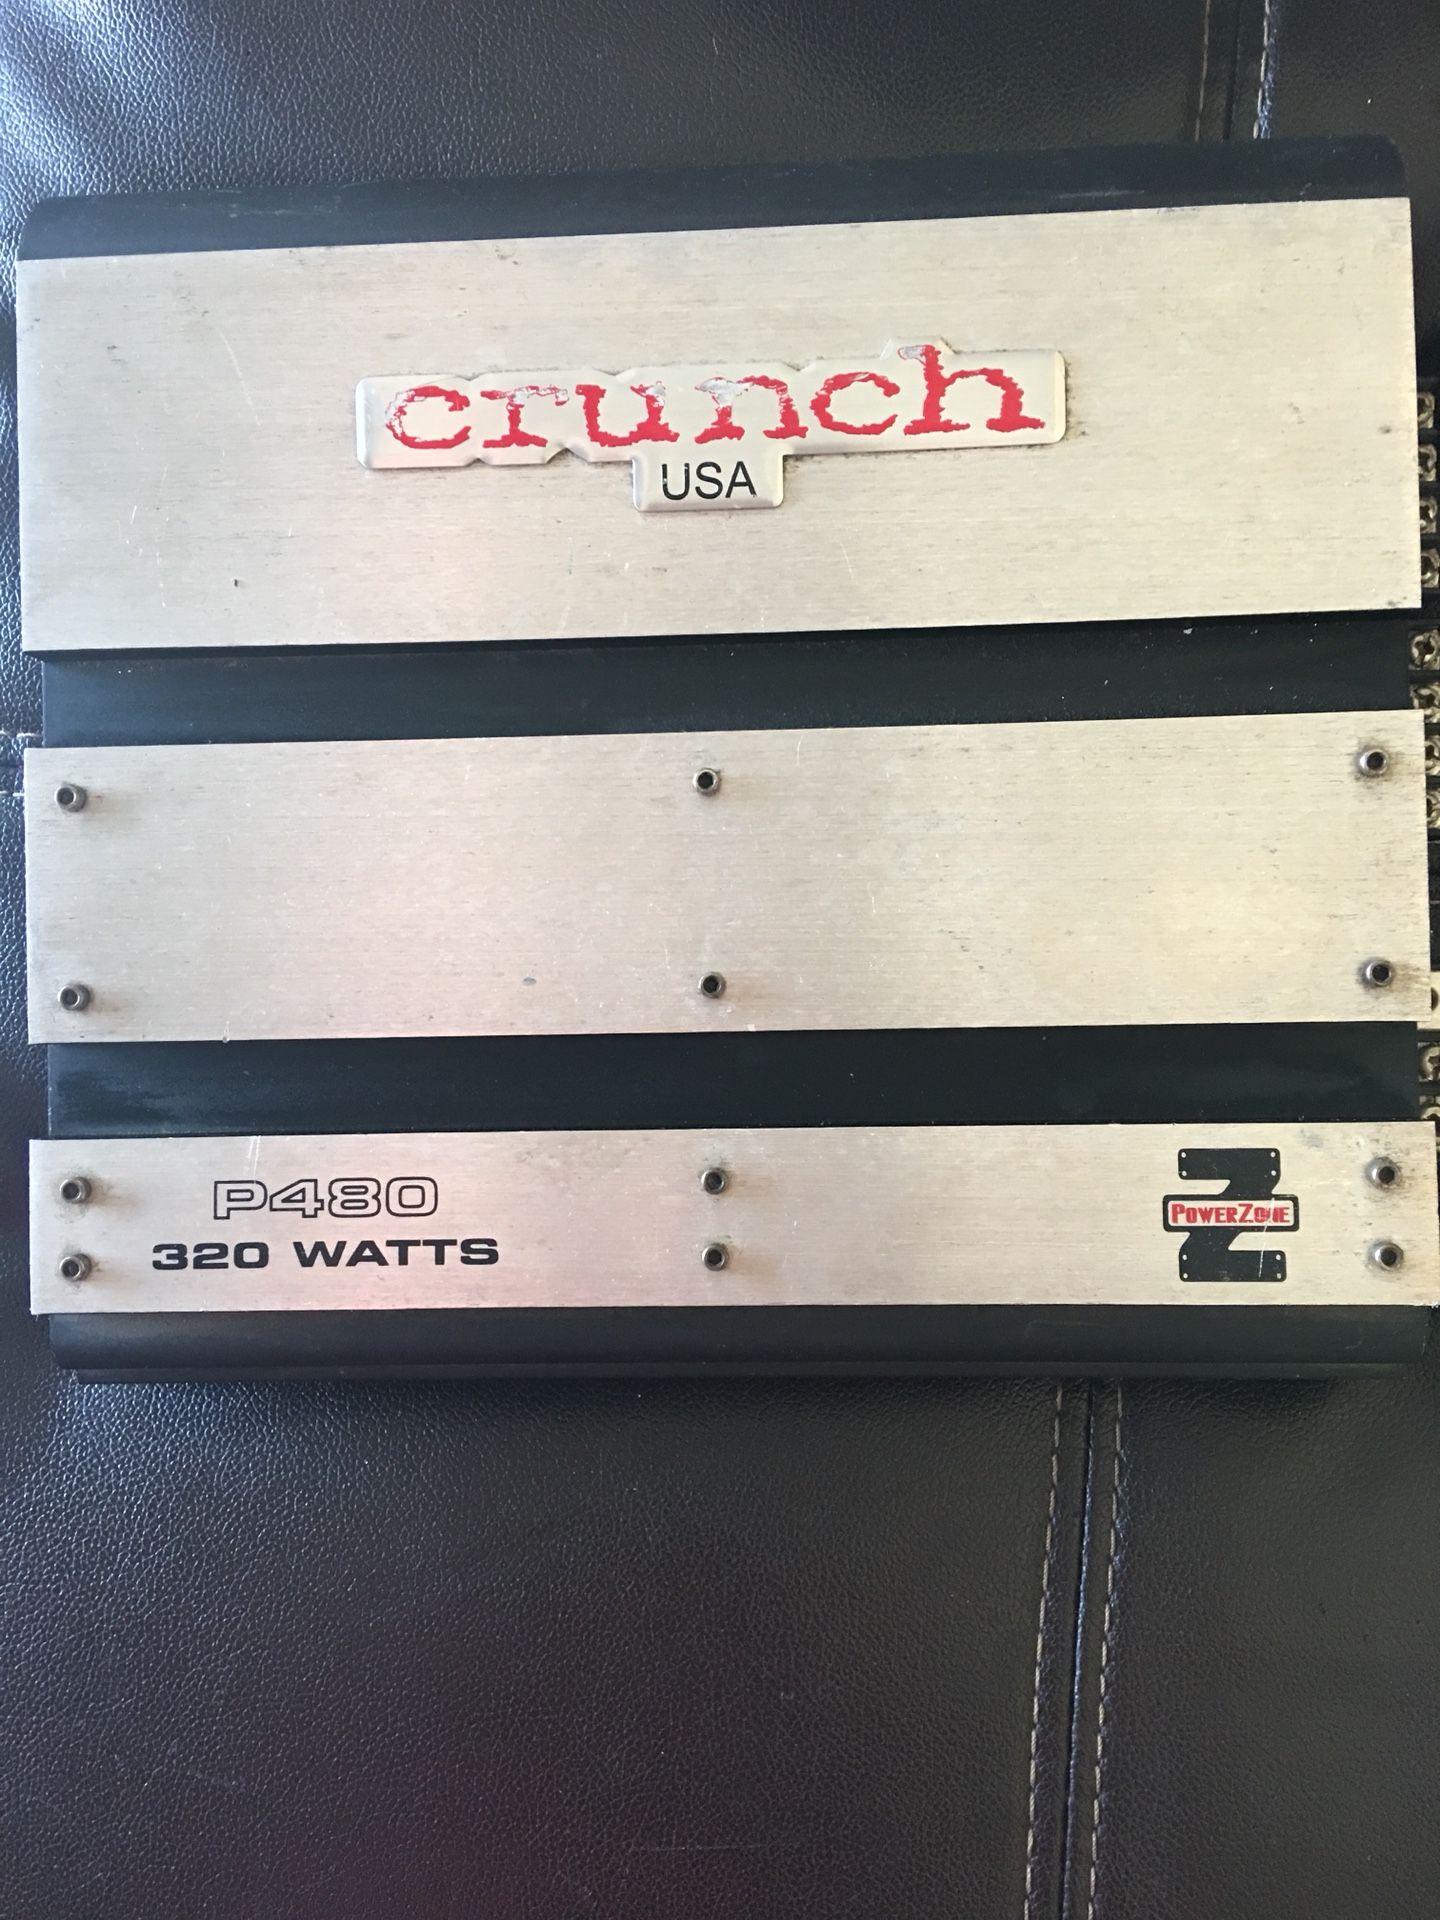 crunch
USA
P480
320 WATTS
POWERZONE